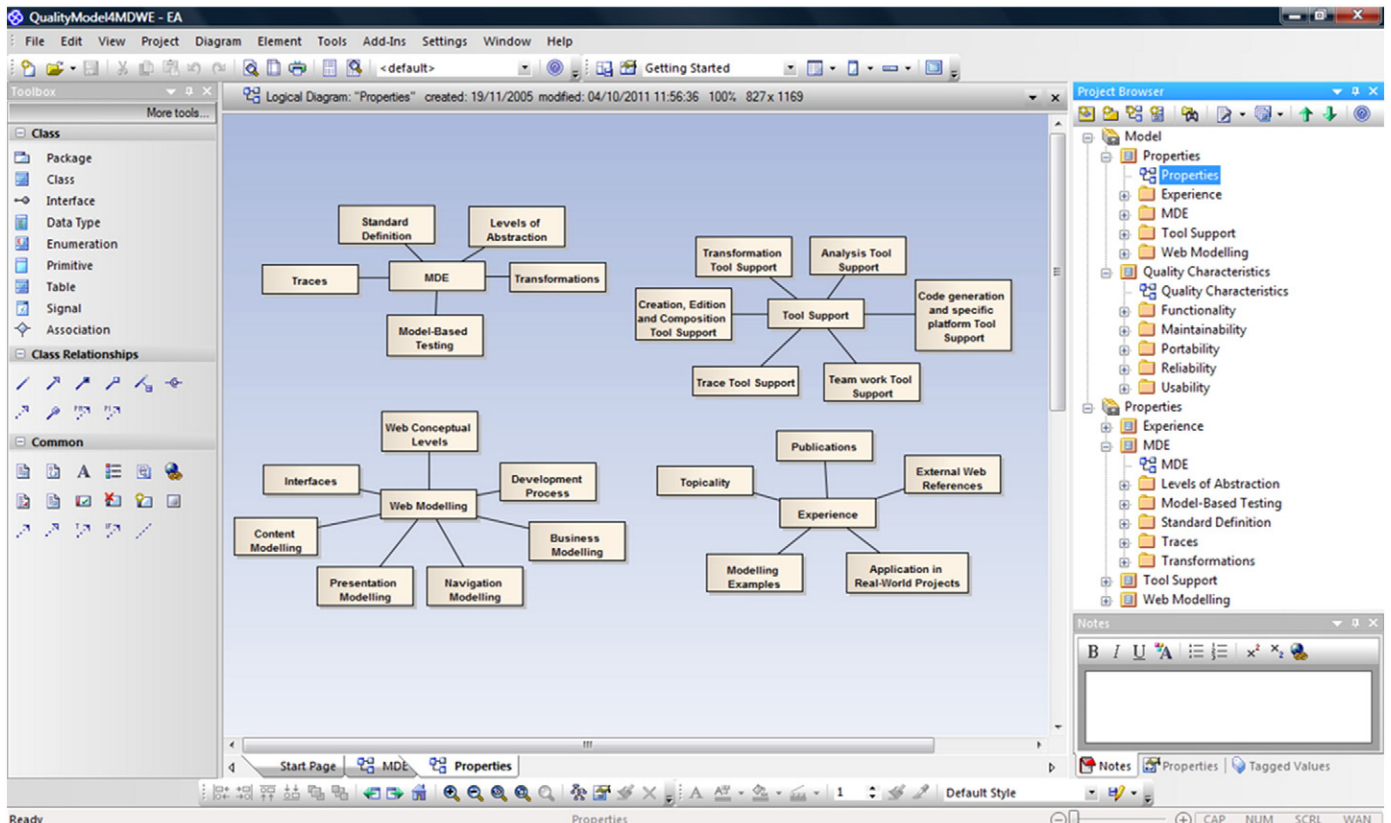 QualityModel4MDWE - EA
File Edit View Project Diagram Element Tools Add-Ins Settings Window Help
<default>
Getting Started
Toolbox
More tools...
Class
Package
Class
Interface
Data Type
Enumeration
Primitive
Table
Signal
Association
Class Relationships
Common
Logical Diagram: "Properties" created: 19/11/2005 modified: 04/10/2011 11:56:36 100% 827 x 1169
Standard
Definition
Levels of
Abstraction
Traces
MDE
Transformations
Model-Based
Testing
Transformation
Tool Support
Analysis Tool
Support
Creation, Edition
and Composition
Tool Support
Tool Support
Code generation
and specific
platform Tool
Support
Trace Tool Support
Team work Tool
Support
Web Conceptual
Levels
Interfaces
Development
Process
Web Modelling
Content
Modelling
Business
Modelling
Presentation
Modelling
Navigation
Modelling
Publications
Topicality
External Web
References
Experience
Modelling
Examples
Application in
Real-World Projects
Start Page MDE Properties
Project Browser
Model
Properties
Properties
Experience
MDE
Tool Support
Web Modelling
Quality Characteristics
Quality Characteristics
Functionality
Maintainability
Portability
Reliability
Usability
Properties
Experience
MDE
MDE
Levels of Abstraction
Model-Based Testing
Standard Definition
Traces
Transformations
Tool Support
Web Modelling
Notes
B I U A x² x₂
Notes Properties Tagged Values
A 1 Default Style
Ready Properties CAP NUM SCRL WAN